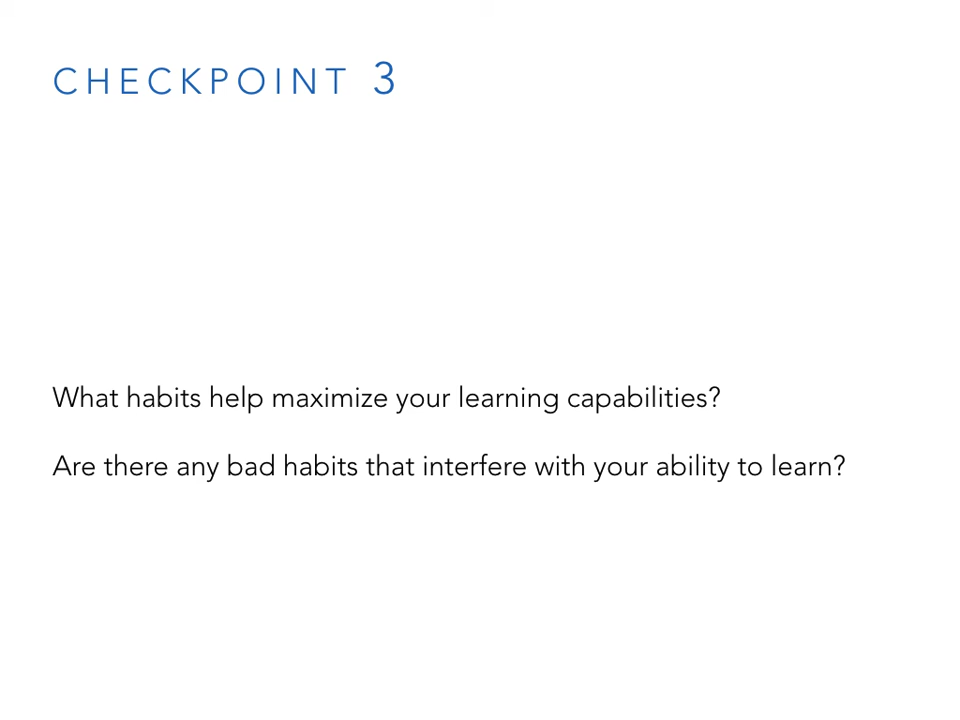 CHECKPOINT 3
What habits help maximize your learning capabilities?
Are there any bad habits that interfere with your ability to learn?